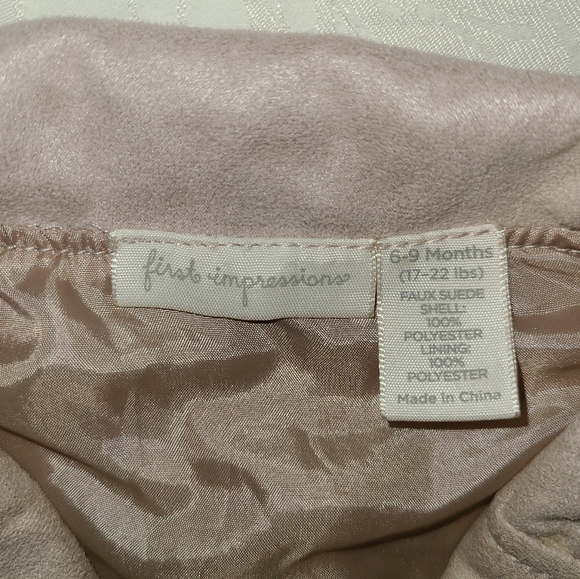 first impressions
6-9 Months
(17-22 lbs)
FAUX SUEDE
SHELL:
100%
POLYESTER
LINING:
100%
POLYESTER
Made in China